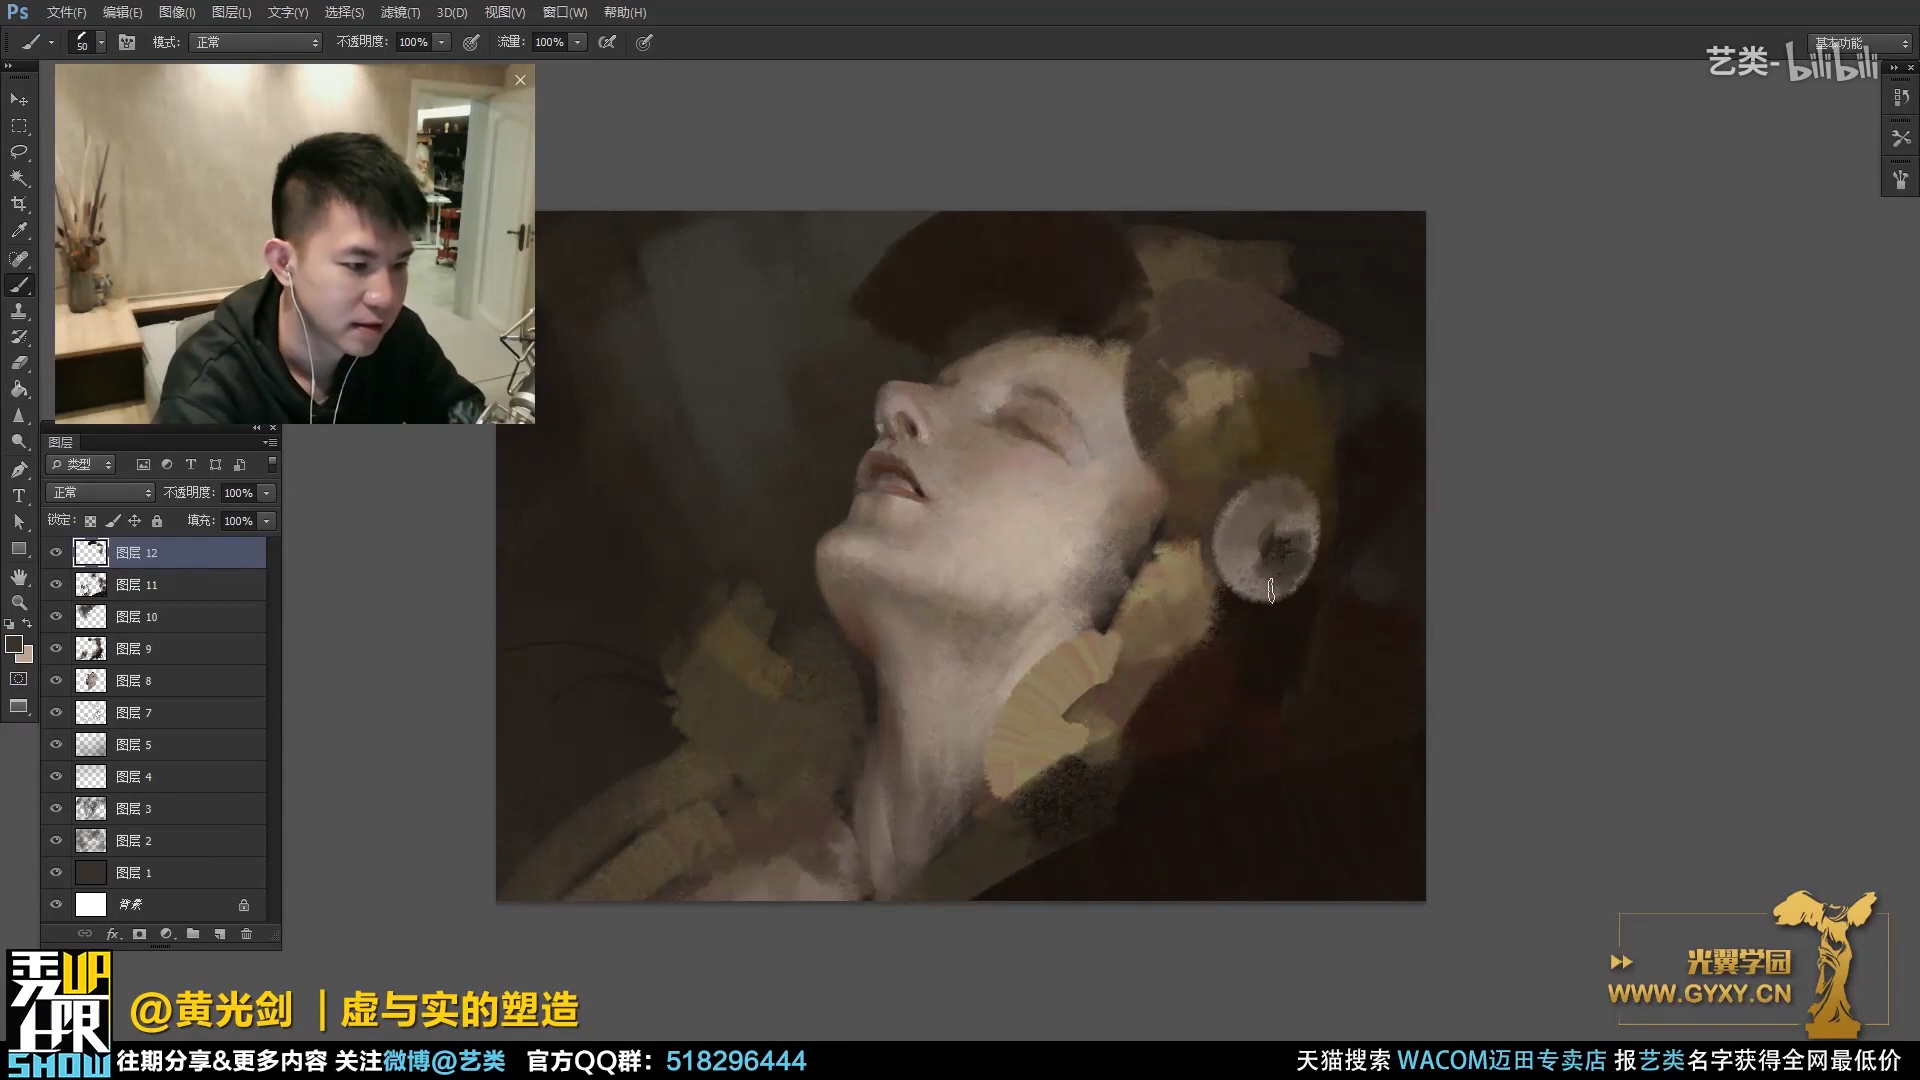 Ps 文件(F) 编辑(E) 图像(I) 图层(L) 文字(Y) 选择(S) 滤镜(T) 3D(D) 视图(V) 窗口(W) 帮助(H)
50 模式: 正常 不透明度: 100% 流量: 100% 基本功能
艺类- bilibili
图层
类型
正常 不透明度: 100%
锁定: 填充: 100%
图层 12
图层 11
图层 10
图层 9
图层 8
图层 7
图层 5
图层 4
图层 3
图层 2
图层 1
背景
fx
光翼学园
WWW.GYXY.CN
秀UP
HR
SHOW
@黄光剑 | 虚与实的塑造
往期分享&更多内容 关注微博@艺类 官方QQ群: 518296444
天猫搜索 WACOM迈田专卖店 报艺类名字获得全网最低价